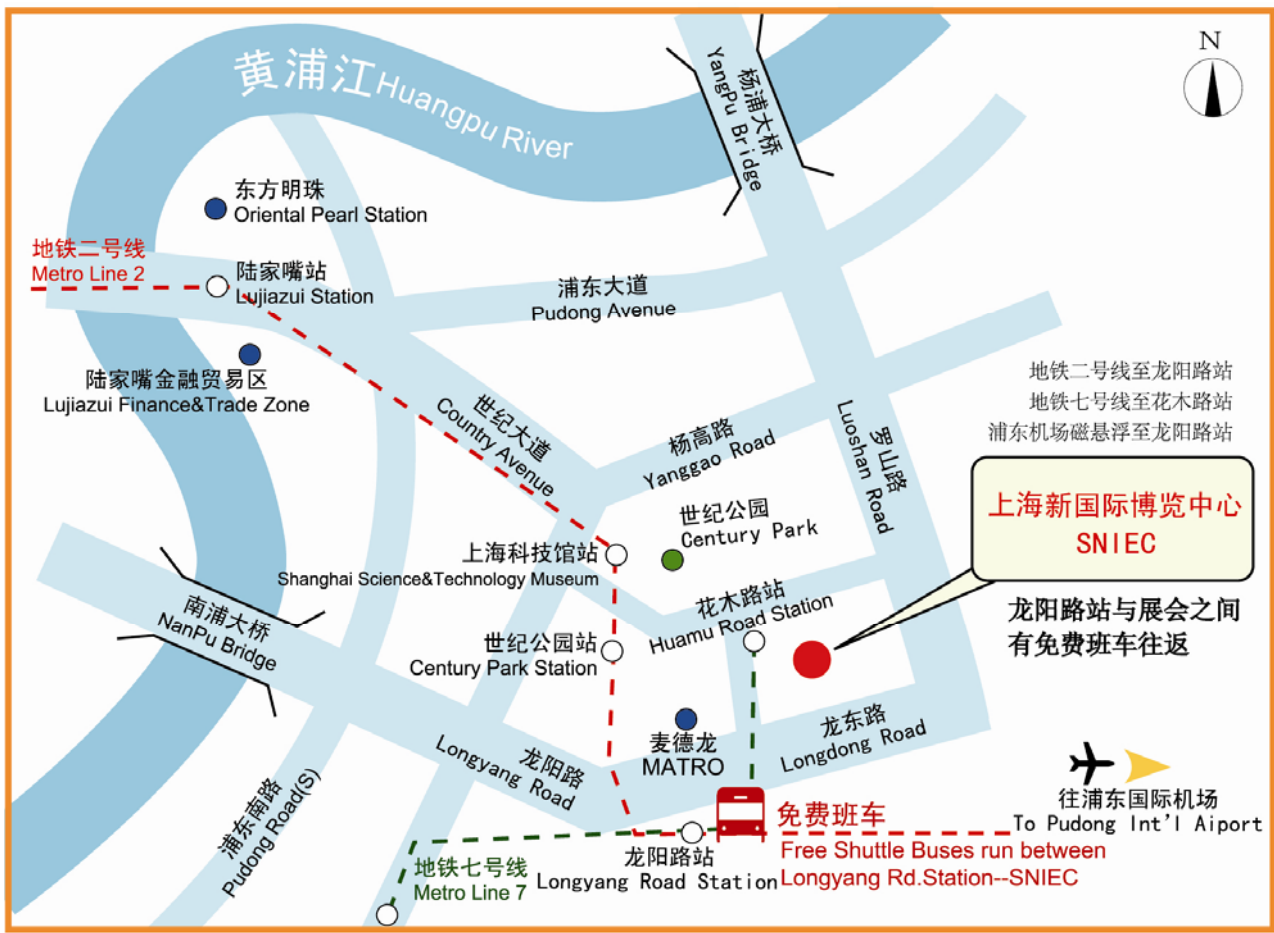 N
黄浦江Huangpu River
杨浦大桥
YangPu Bridge
东方明珠
Oriental Pearl Station
地铁二号线
Metro Line 2
陆家嘴站
Lujiazui Station
浦东大道
Pudong Avenue
陆家嘴金融贸易区
Lujiazui Finance&Trade Zone
世纪大道
Country Avenue
杨高路
Yanggao Road
罗山路
Luoshan Road
地铁二号线至龙阳路站
地铁七号线至花木路站
浦东机场磁悬浮至龙阳路站
上海新国际博览中心
SNIEC
龙阳路站与展会之间
有免费班车往返
世纪公园
Century Park
上海科技馆站
Shanghai Science&Technology Museum
花木路站
Huamu Road Station
南浦大桥
NanPu Bridge
世纪公园站
Century Park Station
麦德龙
MATRO
龙东路
Longdong Road
龙阳路
Longyang Road
浦东南路
Pudong Road(S)
往浦东国际机场
To Pudong Int'l Aiport
免费班车
Free Shuttle Buses run between
Longyang Rd.Station--SNIEC
龙阳路站
Longyang Road Station
地铁七号线
Metro Line 7